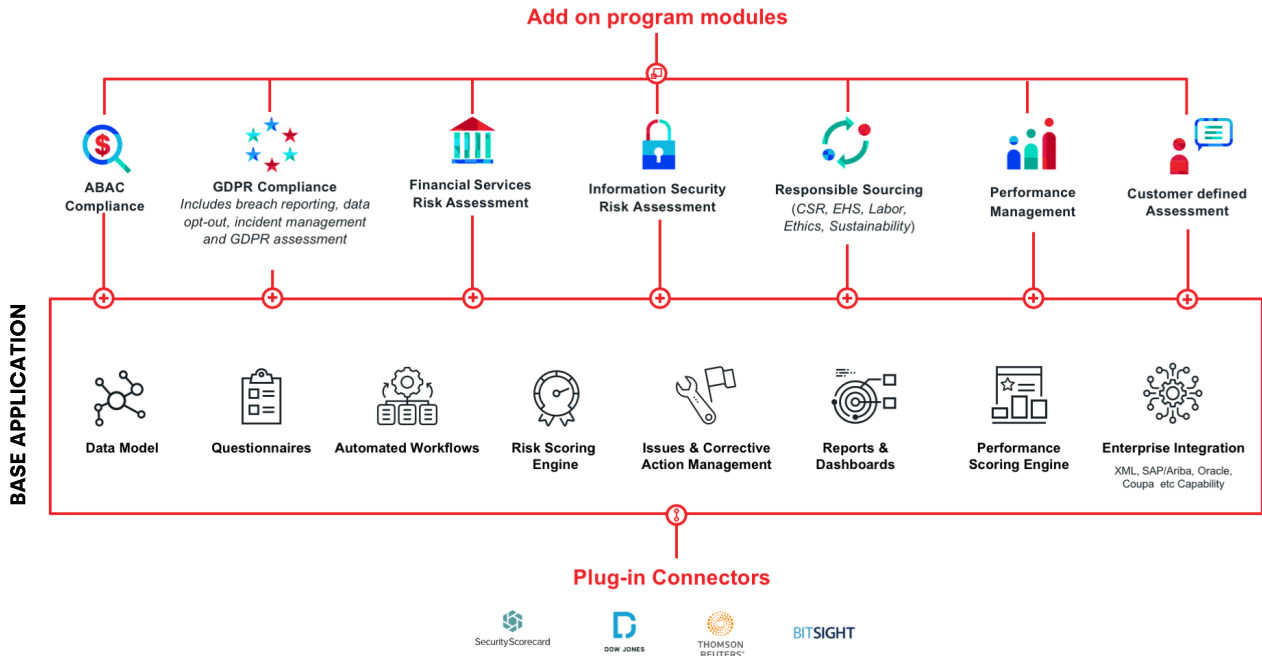 Add on program modules
ABAC
Compliance
GDPR Compliance
Includes breach reporting, data
opt-out, incident management
and GDPR assessment
Financial Services
Risk Assessment
Information Security
Risk Assessment
Responsible Sourcing
(CSR, EHS, Labor,
Ethics, Sustainability)
Performance
Management
Customer defined
Assessment
BASE APPLICATION
Data Model
Questionnaires
Automated Workflows
Risk Scoring
Engine
Issues & Corrective
Action Management
Reports &
Dashboards
Performance
Scoring Engine
Enterprise Integration
XML, SAP/Ariba, Oracle,
Coupa etc Capability
Plug-in Connectors
SecurityScorecard
DOW JONES
THOMSON
REUTERS
BITSIGHT